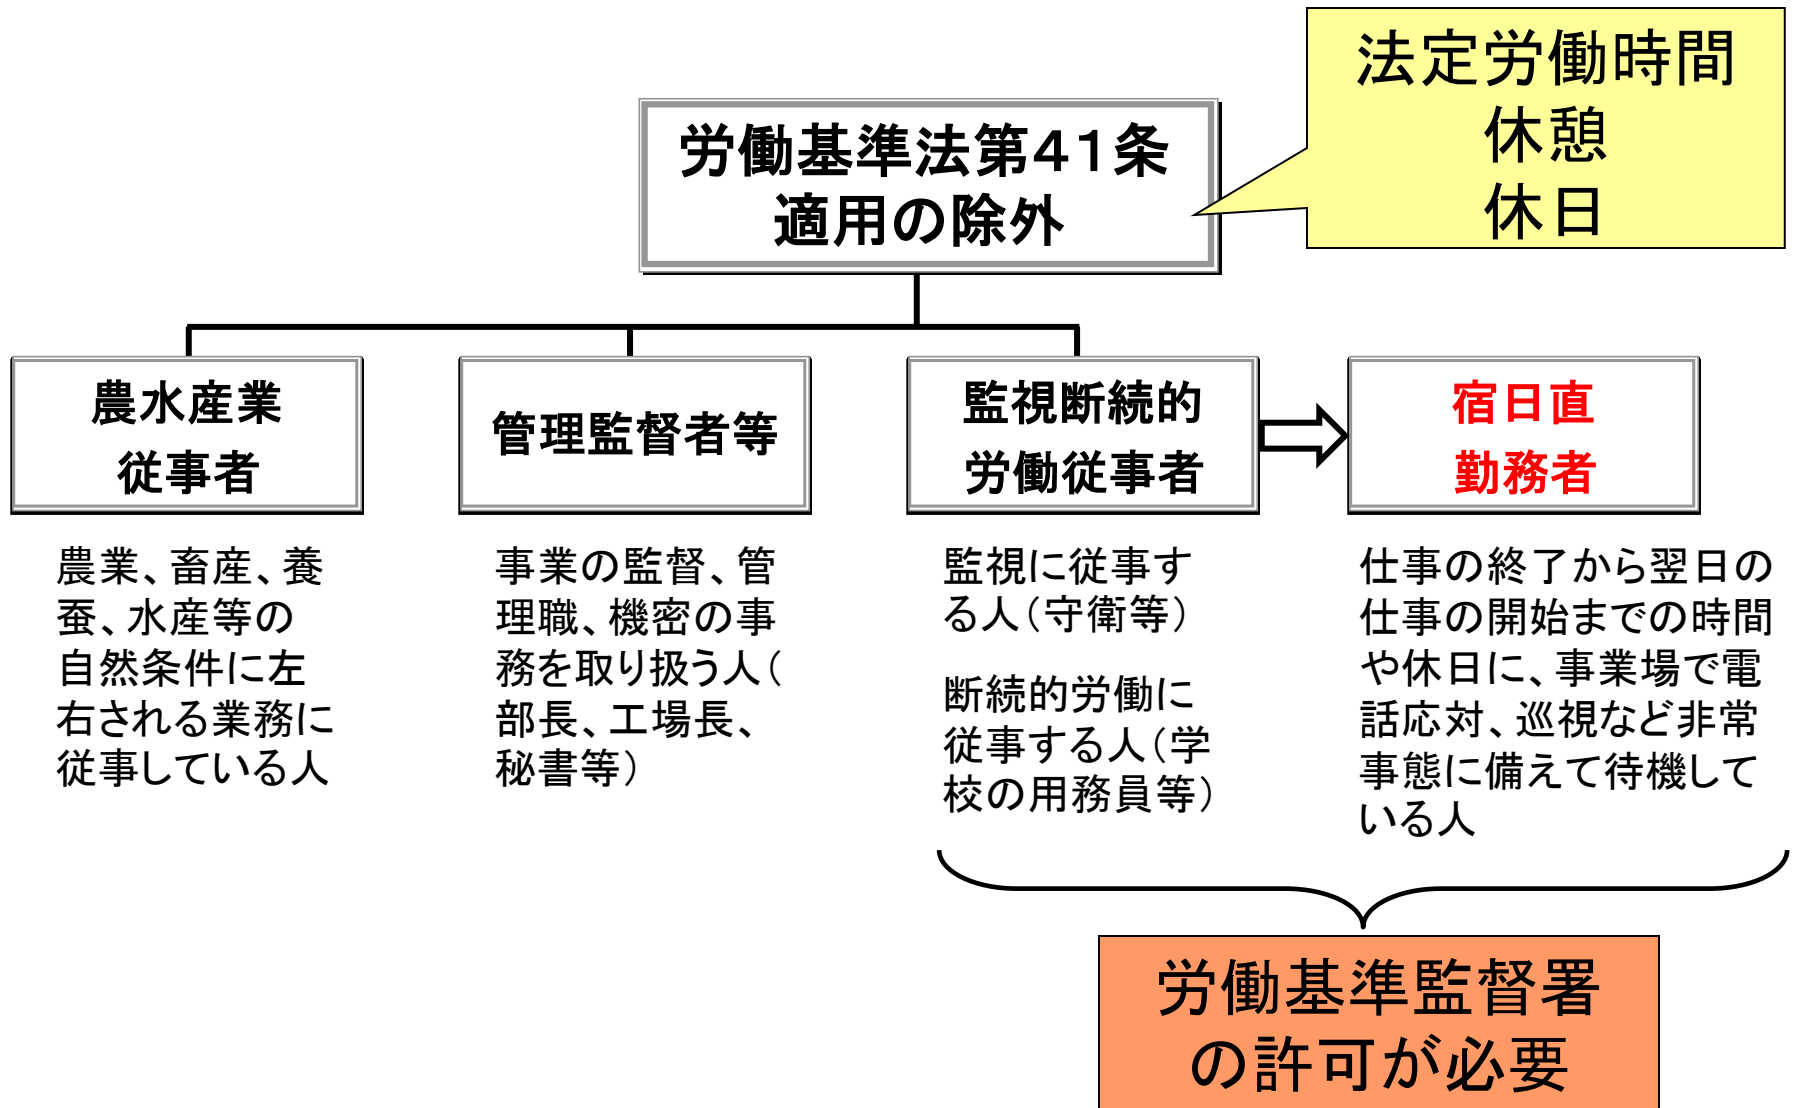 法定労働時間
休憩
休日
労働基準法第41条
適用の除外
農水産業
従事者
管理監督者等
監視断続的
労働従事者
宿日直
勤務者
農業、畜産、養
蚕、水産等の
自然条件に左
右される業務に
従事している人
事業の監督、管
理職、機密の事
務を取り扱う人（
部長、工場長、
秘書等）
監視に従事す
る人（守衛等）
断続的労働に
従事する人（学
校の用務員等）
仕事の終了から翌日の
仕事の開始までの時間
や休日に、事業場で電
話応対、巡視など非常
事態に備えて待機して
いる人
労働基準監督署
の許可が必要